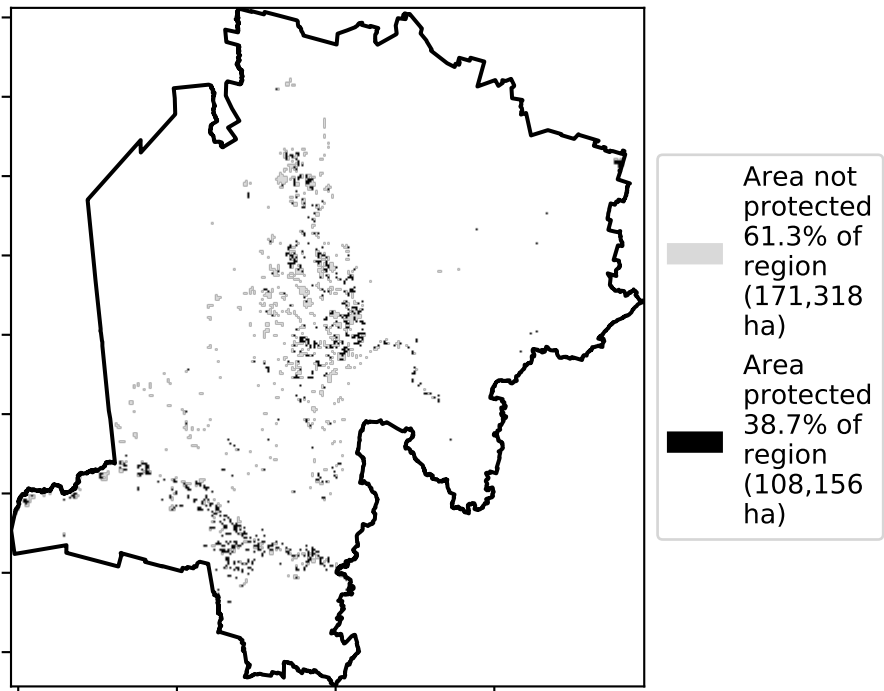 Area not
protected
61.3% of
region
(171,318
ha)
Area
protected
38.7% of
region
(108,156
ha)